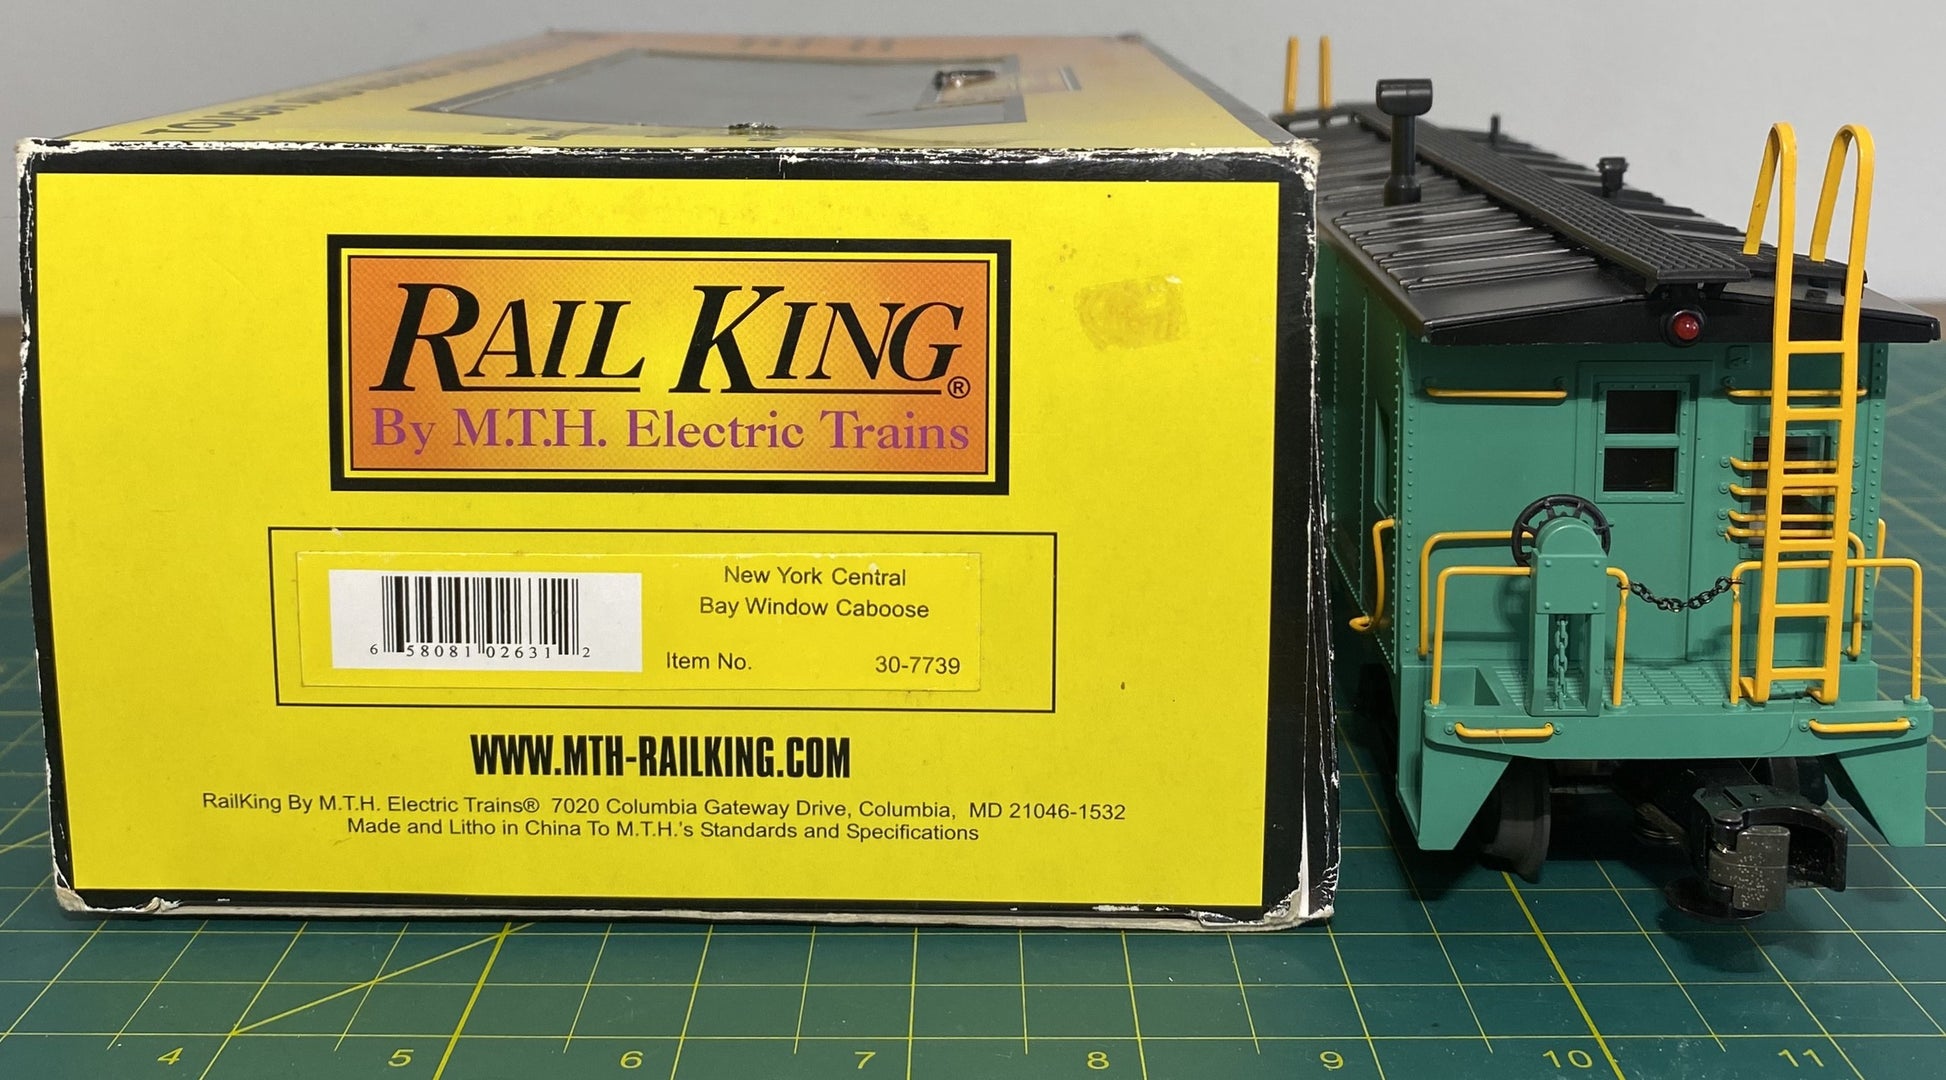 RAIL KING®
By M.T.H. Electric Trains
New York Central
Bay Window Caboose
6 58081 02631 2
Item No. 30-7739
WWW.MTH-RAILKING.COM
RailKing By M.T.H. Electric Trains® 7020 Columbia Gateway Drive, Columbia, MD 21046-1532
Made and Litho in China To M.T.H.'s Standards and Specifications
4 5 6 7 8 9 10 11